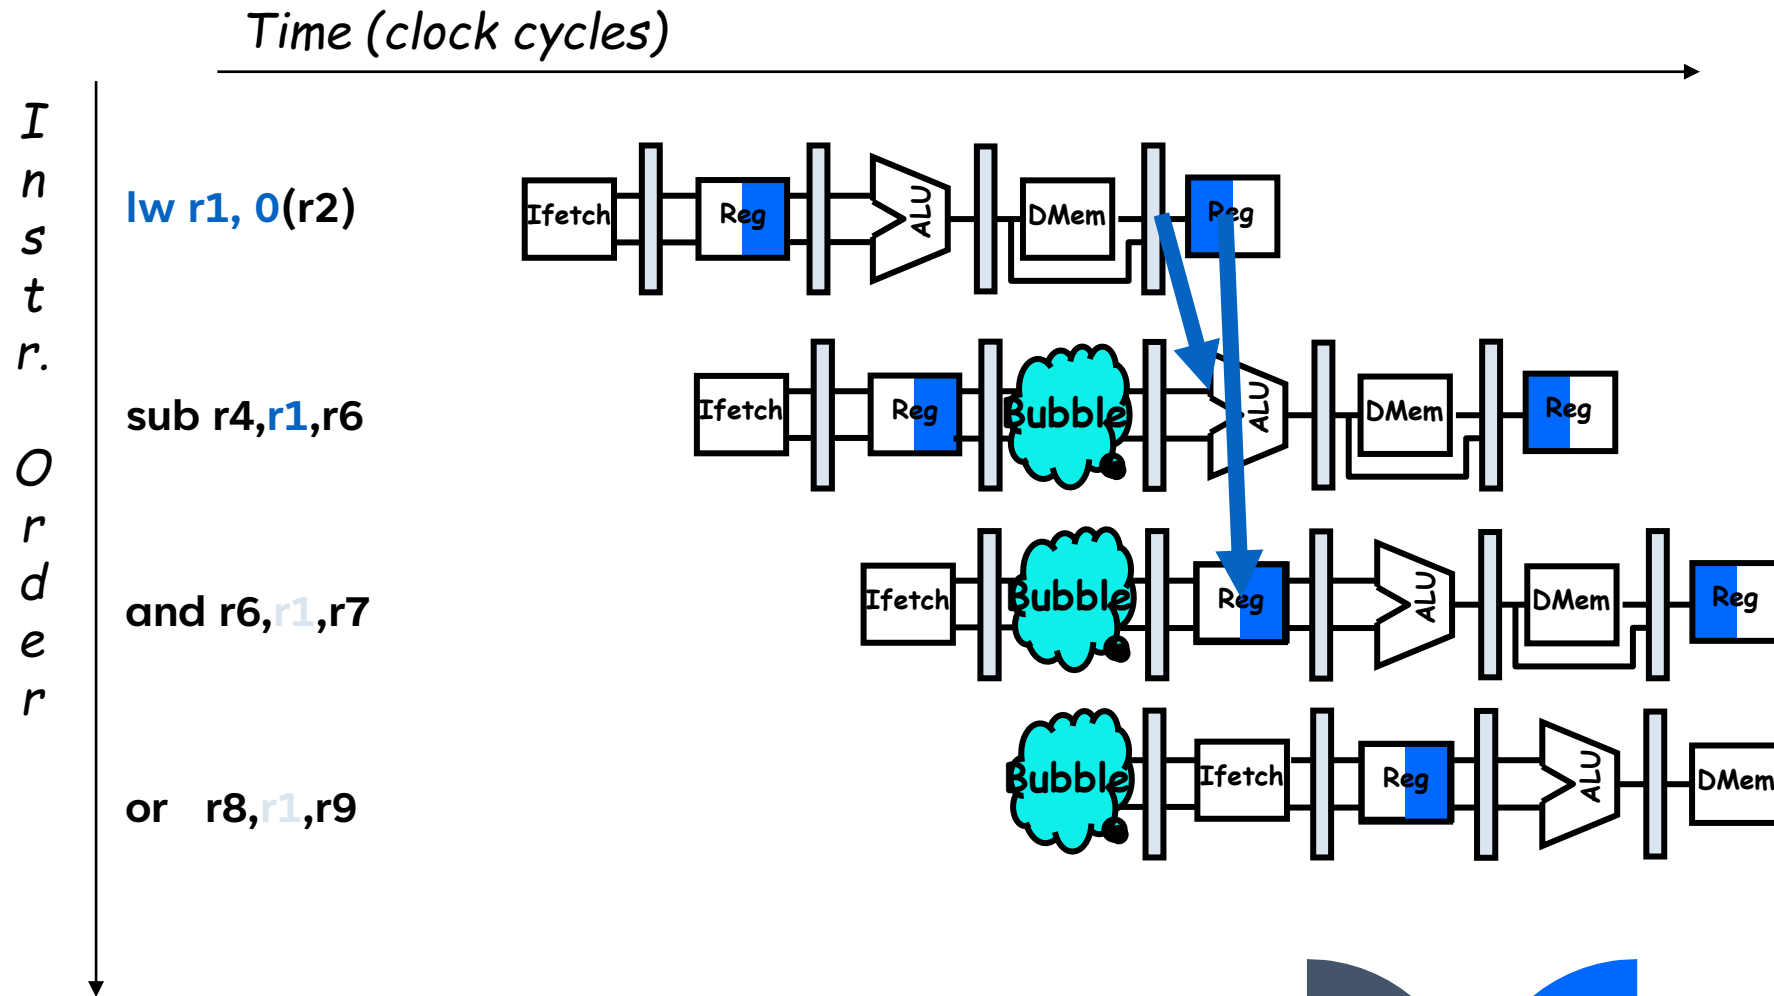 Time (clock cycles)
Instr. Order
lw r1, 0(r2)
Ifetch Reg ALU DMem Reg
sub r4,r1,r6
Ifetch Reg Bubble ALU DMem Reg
and r6,r1,r7
Ifetch Bubble Reg ALU DMem Reg
or r8,r1,r9
Bubble Ifetch Reg ALU DMem